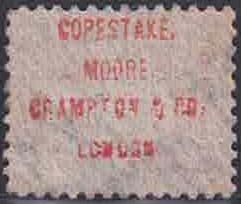 COPESTAKE,
MOORE
CRAMPTON & CO.
LONDON